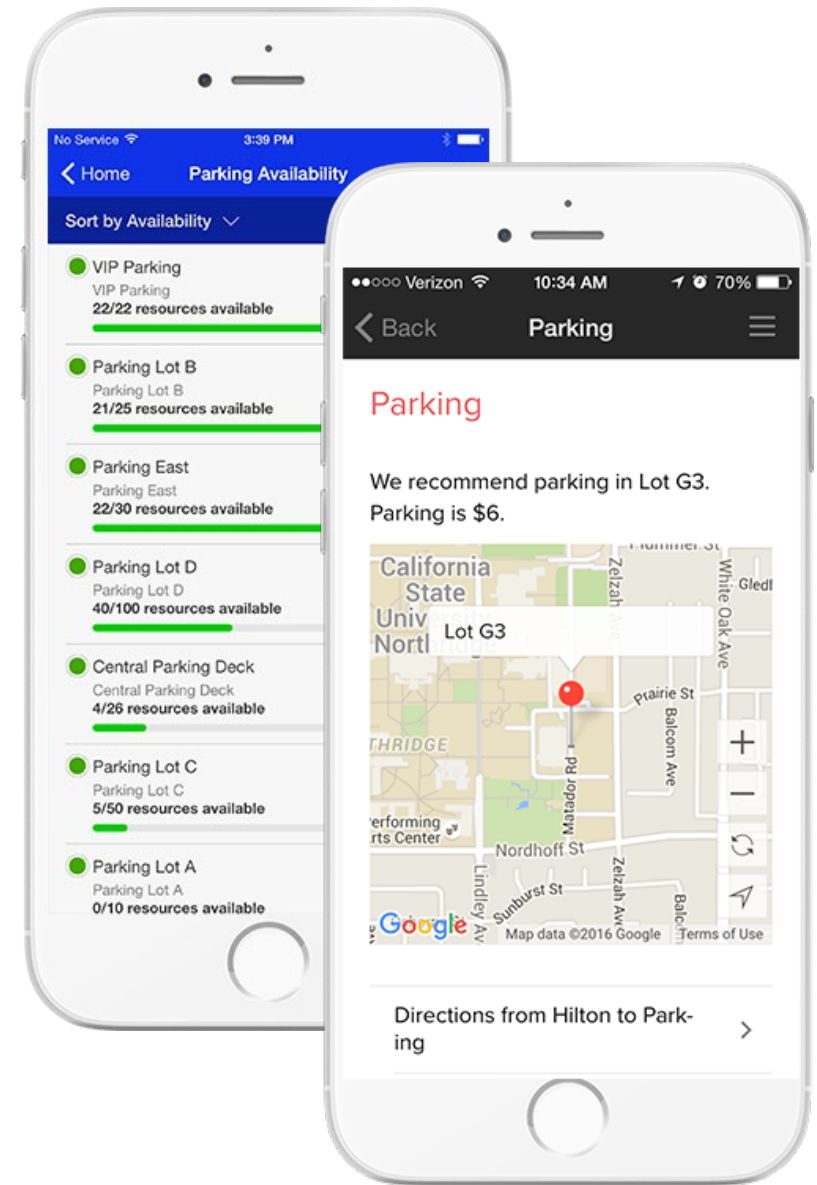 No Service
3:39 PM
Home
Parking Availability
Sort by Availability
VIP Parking
VIP Parking
22/22 resources available
Parking Lot B
Parking Lot B
21/25 resources available
Parking East
Parking East
22/30 resources available
Parking Lot D
Parking Lot D
40/100 resources available
Central Parking Deck
Central Parking Deck
4/26 resources available
Parking Lot C
Parking Lot C
5/50 resources available
Parking Lot A
Parking Lot A
0/10 resources available
Verizon
10:34 AM
70%
Back
Parking
Parking
We recommend parking in Lot G3.
Parking is $6.
California
State
Univ
North
Lot G3
Zelzah Ave
White Oak Ave
Gledl
Prairie St
Balcom Ave
THRIDGE
Matador Rd
erforming
rts Center
Nordhoff St
Lindley Av
Sunburst St
Zelzah Ave
Balco
Google
Map data ©2016 Google
Terms of Use
Directions from Hilton to Park-
ing